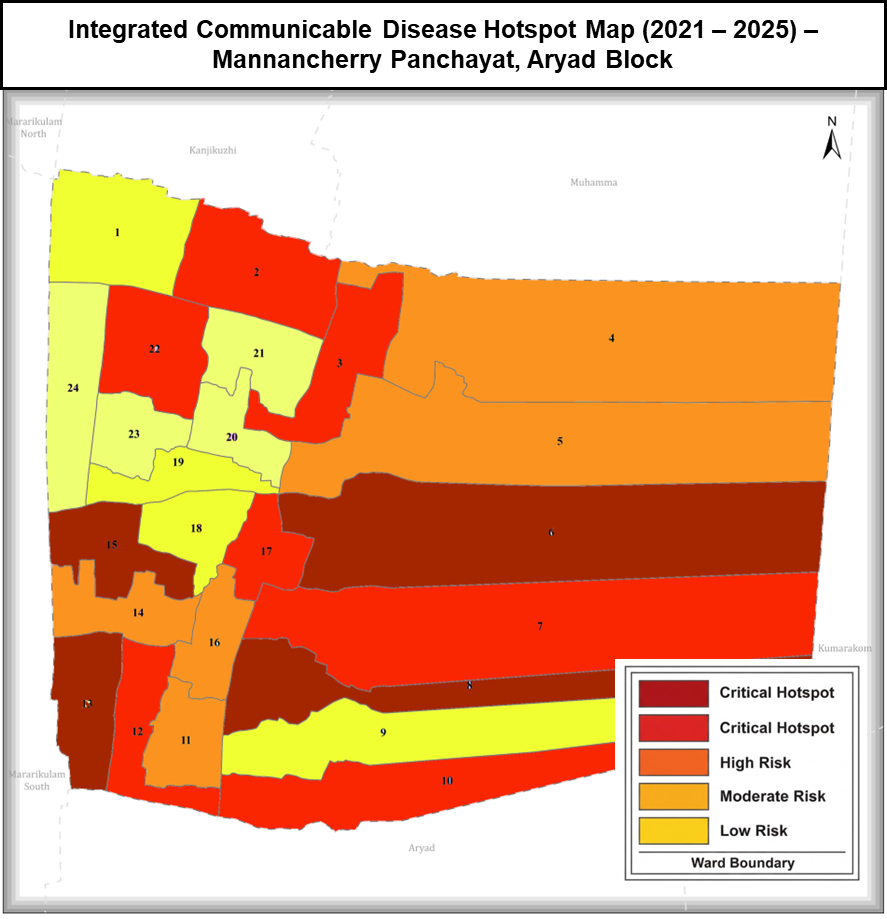 Integrated Communicable Disease Hotspot Map (2021 – 2025) –
Mannancherry Panchayat, Aryad Block
Mararikulam
North
Kanjikuzhi
N
Muhamma
1
2
3
4
22
21
24
23
20
5
19
18
15
17
6
14
16
7
Kumarakom
8
13
12
11
9
10
Mararikulam
South
Aryad
Critical Hotspot
Critical Hotspot
High Risk
Moderate Risk
Low Risk
Ward Boundary